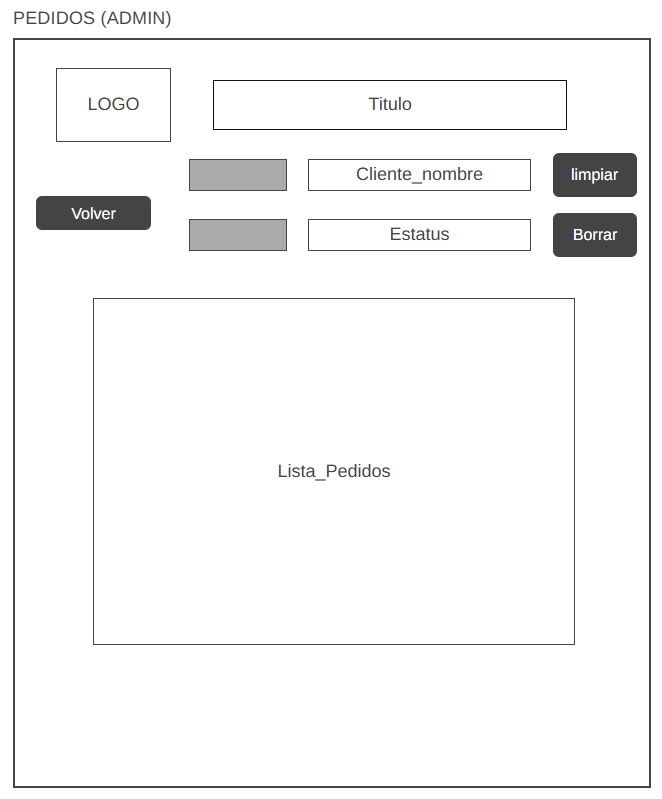 PEDIDOS (ADMIN)
LOGO
Titulo
Cliente_nombre
limpiar
Volver
Estatus
Borrar
Lista_Pedidos